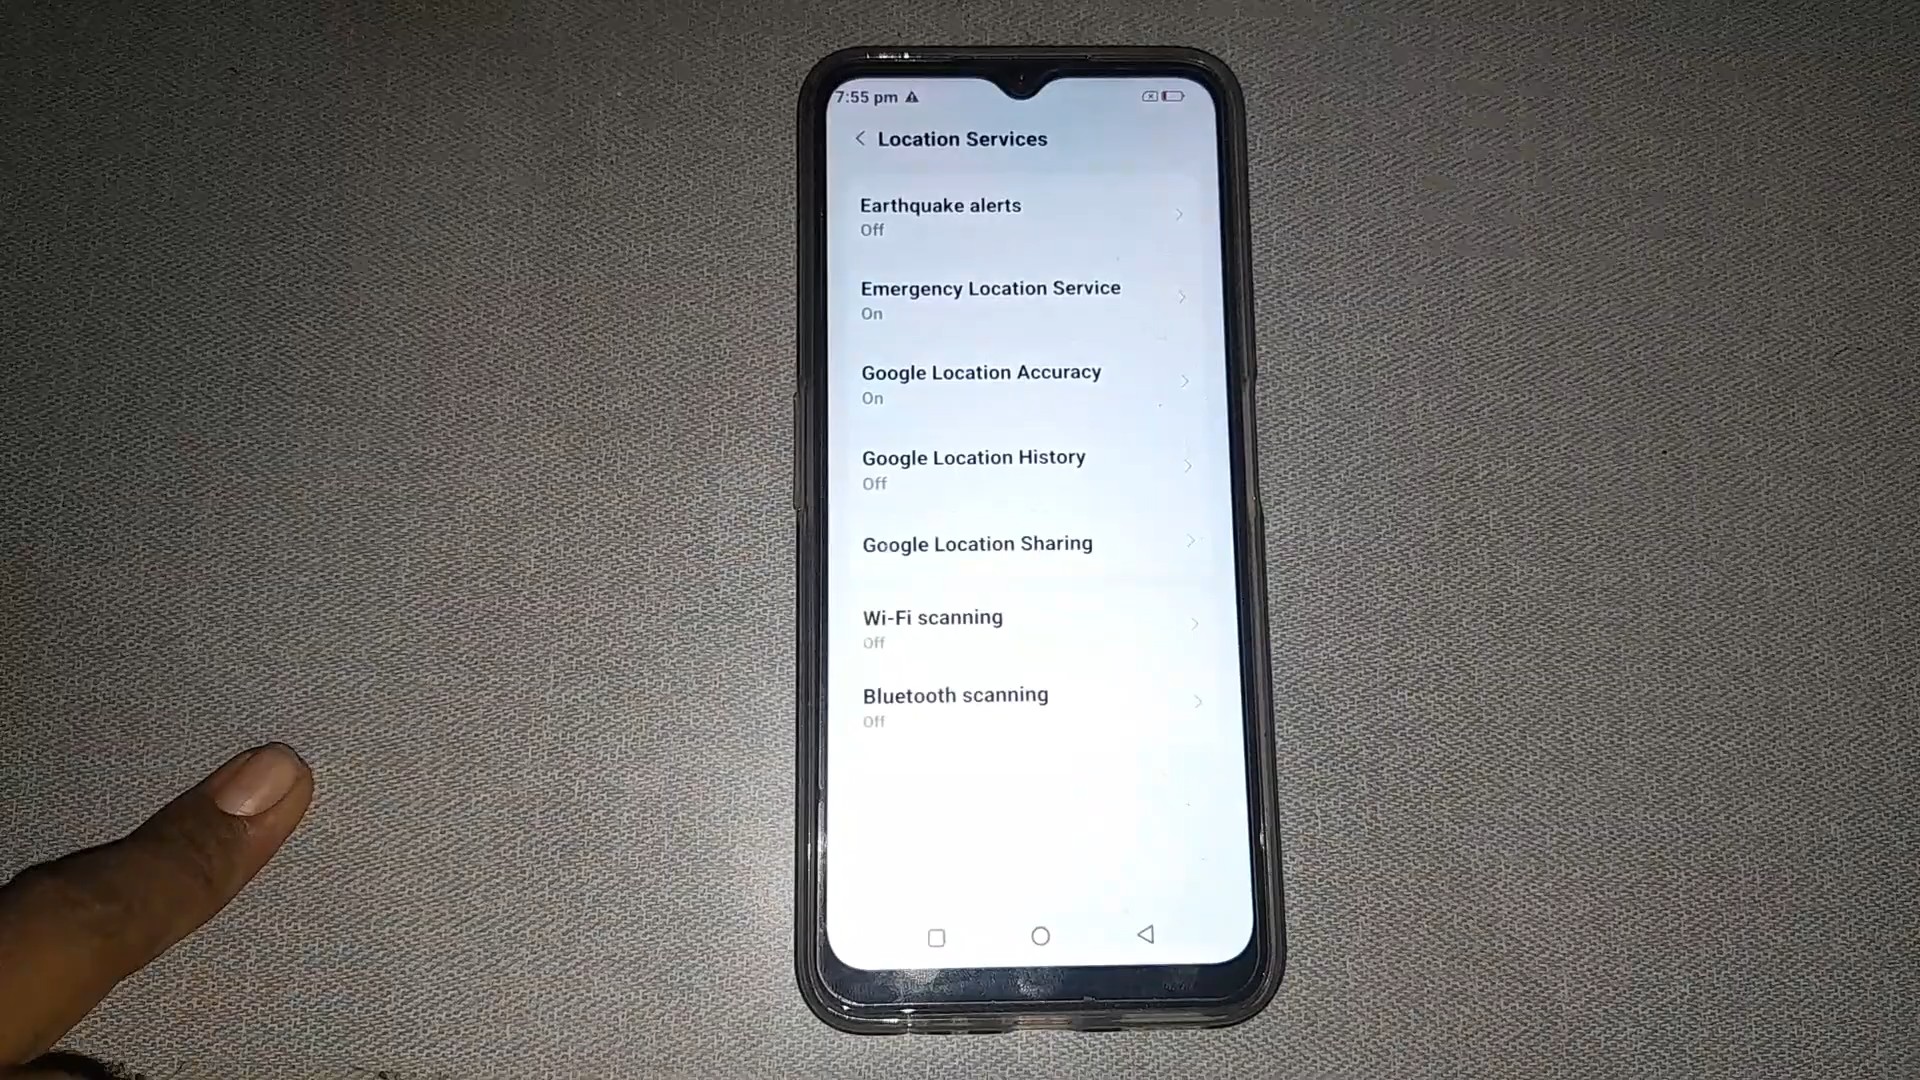 7:55 pm
Location Services
Earthquake alerts
Off
Emergency Location Service
On
Google Location Accuracy
On
Google Location History
Off
Google Location Sharing
Wi-Fi scanning
Off
Bluetooth scanning
Off